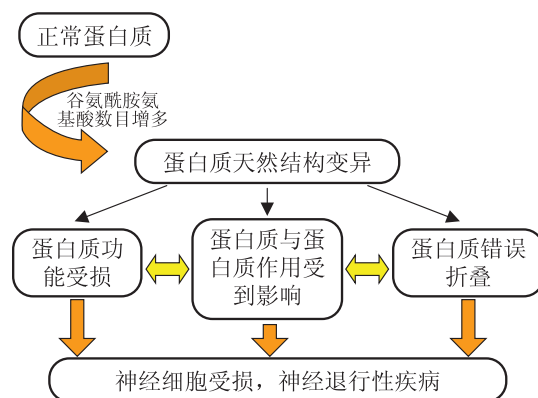 正常蛋白质
谷氨酰胺氨
基酸数目增多
蛋白质天然结构变异
蛋白质功
能受损
蛋白质与蛋
白质作用受
到影响
蛋白质错误
折叠
神经细胞受损，神经退行性疾病